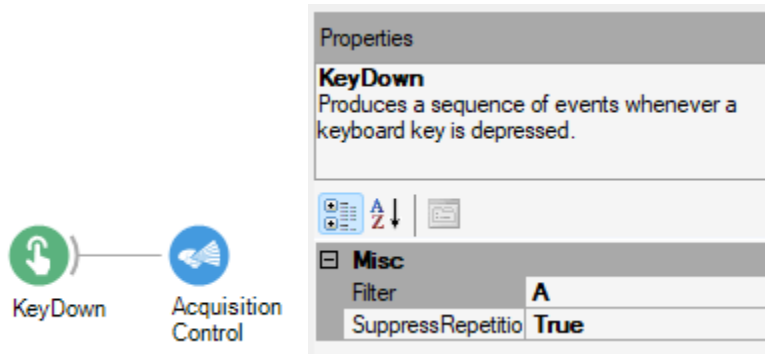 Properties
KeyDown
Produces a sequence of events whenever a
keyboard key is depressed.
A
Z
Misc
Filter A
SuppressRepetitio True
KeyDown
Acquisition
Control